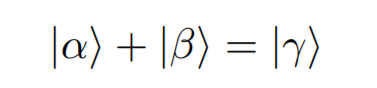 |α⟩ + |β⟩ = |γ⟩